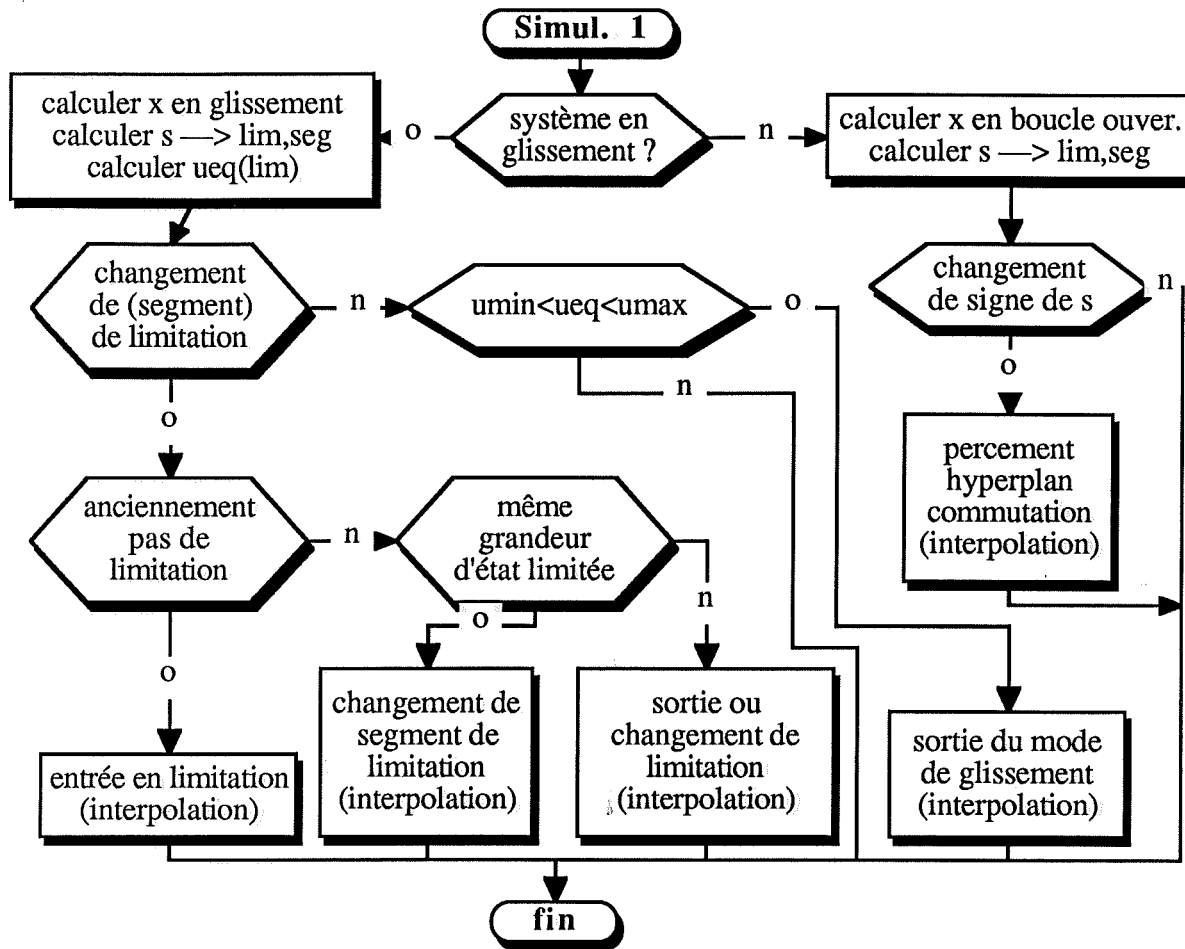 Simul. 1
calculer x en glissement
calculer s —> lim,seg
calculer ueq(lim)
o
système en
glissement ?
n
calculer x en boucle ouver.
calculer s —> lim,seg
changement
de (segment)
de limitation
n
umin<ueq<umax
o
changement
de signe de s
n
o
n
o
percement
hyperplan
commutation
(interpolation)
anciennement
pas de
limitation
n
même
grandeur
d'état limitée
n
o
o
changement de
segment de
limitation
(interpolation)
sortie ou
changement de
limitation
(interpolation)
sortie du mode
de glissement
(interpolation)
entrée en limitation
(interpolation)
fin